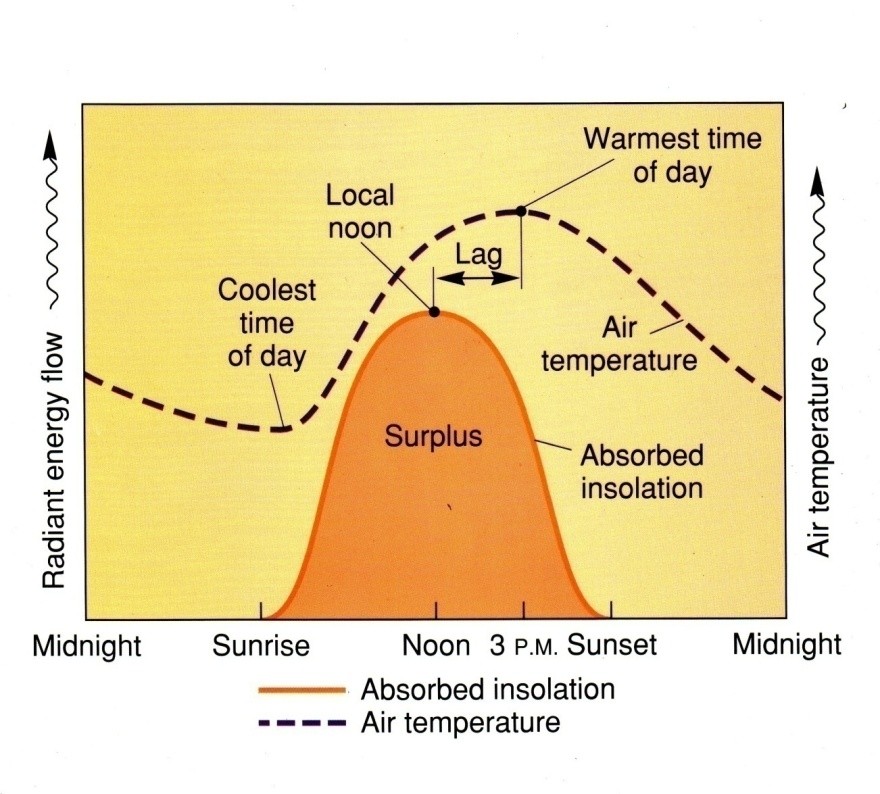 Warmest time
of day
Local
noon
Lag
Coolest
time
of day
Air
temperature
Surplus
Absorbed
insolation
Radiant energy flow
Air temperature
Midnight
Sunrise
Noon
3 P.M.
Sunset
Midnight
Absorbed insolation
Air temperature